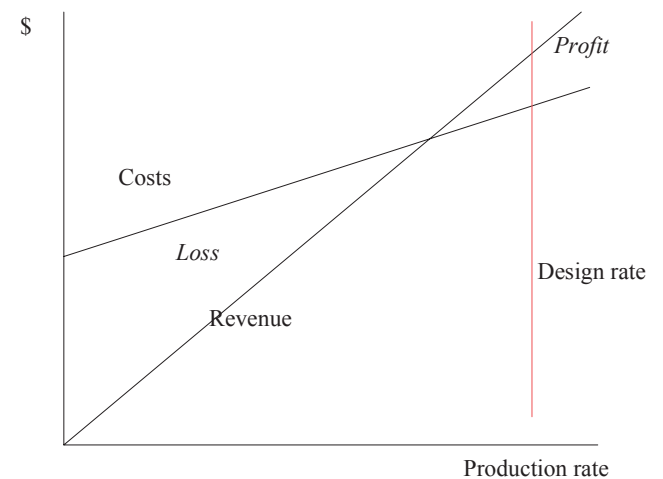 $
Profit
Costs
Loss
Design rate
Revenue
Production rate